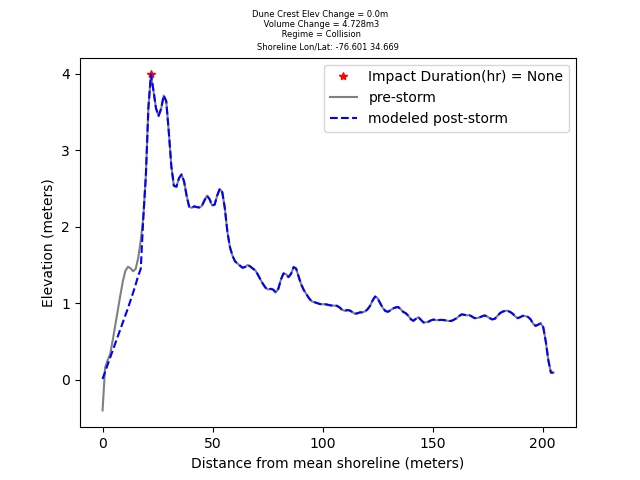 Dune Crest Elev Change = 0.0m
Volume Change = 4.728m3
Regime = Collision
Shoreline Lon/Lat: -76.601 34.669
Impact Duration(hr) = None
pre-storm
modeled post-storm
Elevation (meters)
4
3
2
1
0
0 50 100 150 200
Distance from mean shoreline (meters)